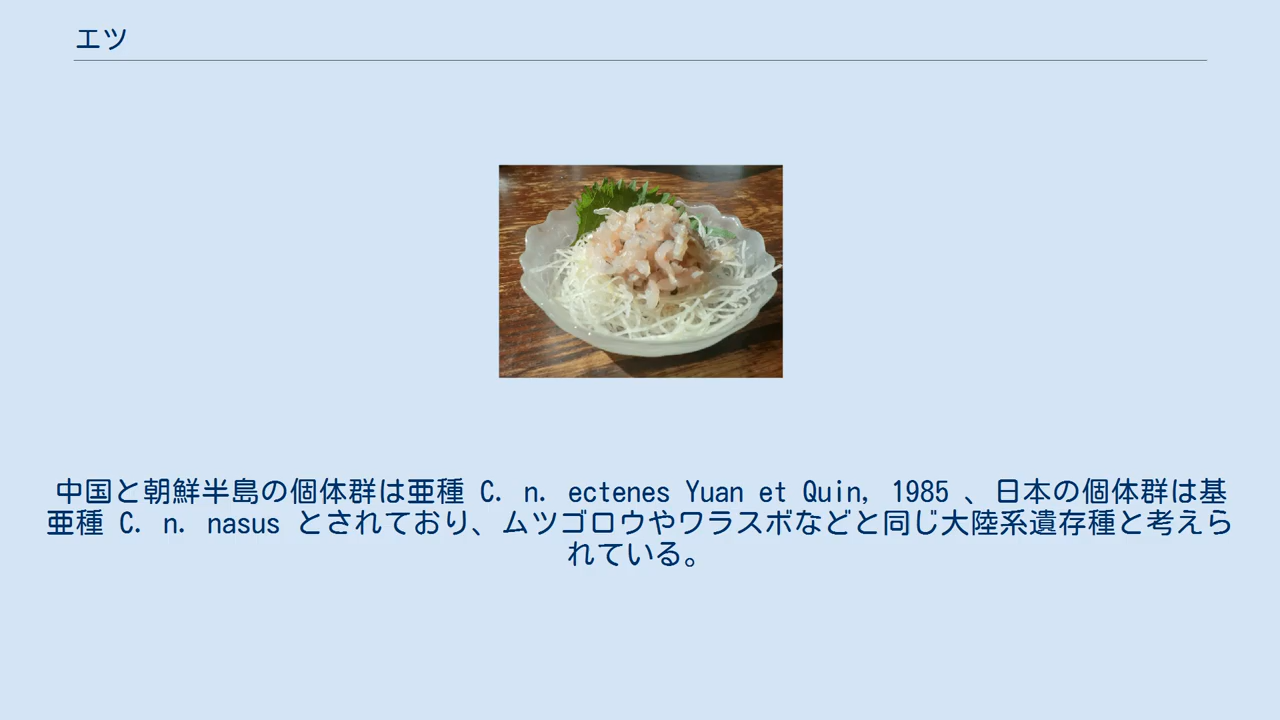 エツ
中国と朝鮮半島の個体群は亜種 C. n. ectenes Yuan et Quin, 1985 、日本の個体群は基
亜種 C. n. nasus とされており、ムツゴロウやワラスボなどと同じ大陸系遺存種と考えら
れている。